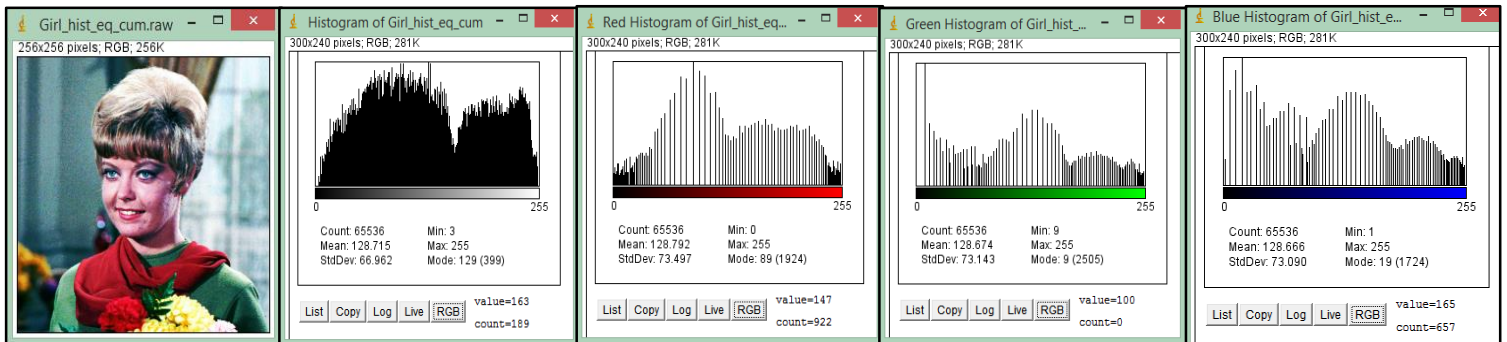 Girl_hist_eq_cum.raw
256x256 pixels; RGB; 256K
Histogram of Girl_hist_eq_cum
300x240 pixels; RGB; 281K
0 255
Count: 65536 Min: 3
Mean: 128.715 Max: 255
StdDev: 66.962 Mode: 129 (399)
List Copy Log Live RGB
value=163
count=189
Red Histogram of Girl_hist_eq...
300x240 pixels; RGB; 281K
0 255
Count: 65536 Min: 0
Mean: 128.792 Max: 255
StdDev: 73.497 Mode: 89 (1924)
List Copy Log Live RGB
value=147
count=922
Green Histogram of Girl_hist_...
300x240 pixels; RGB; 281K
0 255
Count: 65536 Min: 9
Mean: 128.674 Max: 255
StdDev: 73.143 Mode: 9 (2505)
List Copy Log Live RGB
value=100
count=0
Blue Histogram of Girl_hist_e...
300x240 pixels; RGB; 281K
0 255
Count: 65536 Min: 1
Mean: 128.666 Max: 255
StdDev: 73.090 Mode: 19 (1724)
List Copy Log Live RGB
value=165
count=657